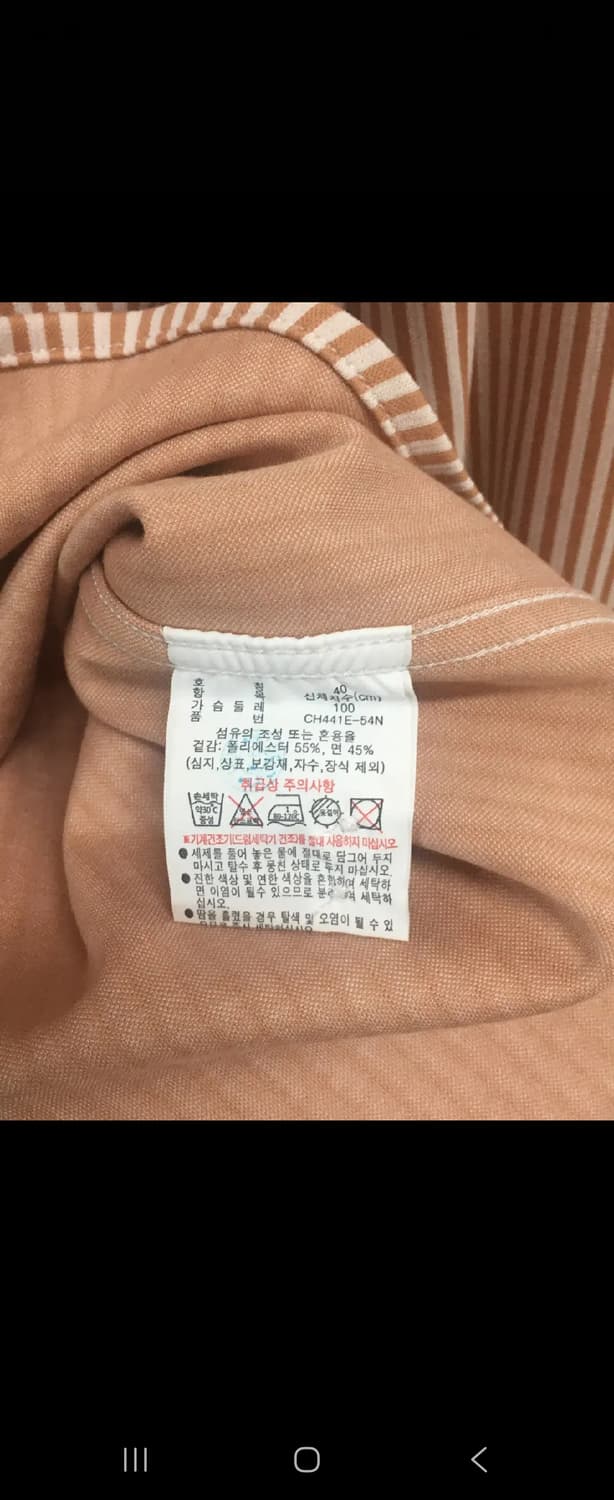 호 칭 40
항 목 신체치수(cm)
가 슴 둘 레 100
품 번 CH441E-54N
섬유의 조성 또는 혼용율
겉감: 폴리에스터 55%, 면 45%
(심지,상표,보강재,자수,장식 제외)
취급상 주의사항
손세탁
약30℃
중성
80-120℃
※기계건조기(드럼세탁기 건조)를 절대 사용하지 마십시오
● 세제를 풀어 놓은 물에 절대로 담그어 두지
마시고 탈수 후 뭉친 상태로 두지 마십시오.
● 진한 색상 및 연한 색상을 혼합하여 세탁하
면 이염이 될수 있으므로 분리하여 세탁하
십시오.
● 땀을 흘렸을 경우 탈색 및 오염이 될 수 있